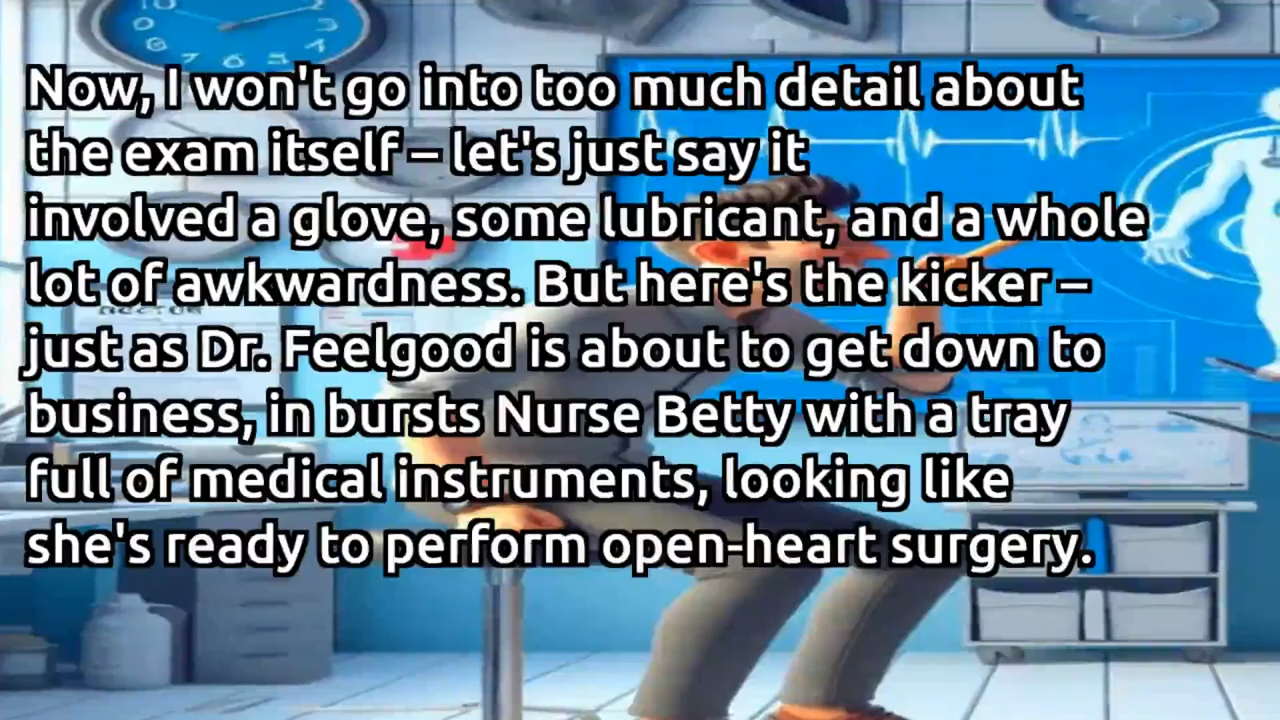 Now, I won't go into too much detail about
the exam itself – let's just say it
involved a glove, some lubricant, and a whole
lot of awkwardness. But here's the kicker –
just as Dr. Feelgood is about to get down to
business, in bursts Nurse Betty with a tray
full of medical instruments, looking like
she's ready to perform open-heart surgery.